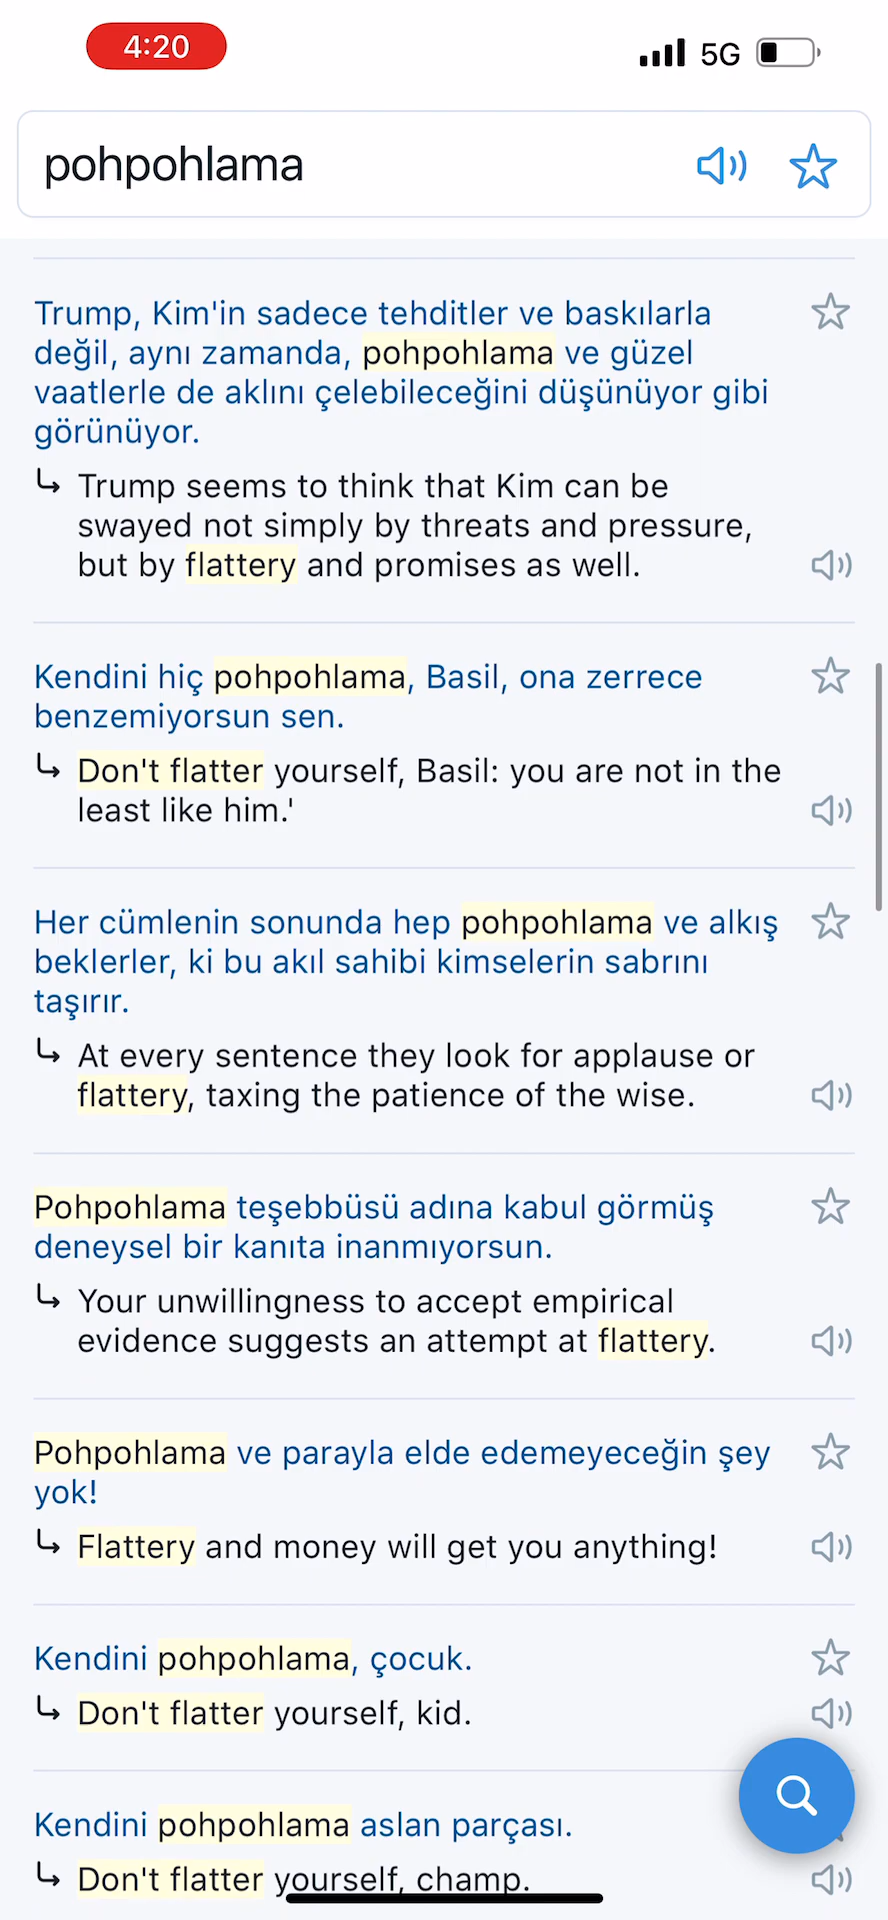 4:20
5G
pohpohlama
Trump, Kim'in sadece tehditler ve baskılarla
değil, aynı zamanda, pohpohlama ve güzel
vaatlerle de aklını çelebileceğini düşünüyor gibi
görünüyor.
Trump seems to think that Kim can be
swayed not simply by threats and pressure,
but by flattery and promises as well.
Kendini hiç pohpohlama, Basil, ona zerrece
benzemiyorsun sen.
Don't flatter yourself, Basil: you are not in the
least like him.'
Her cümlenin sonunda hep pohpohlama ve alkış
beklerler, ki bu akıl sahibi kimselerin sabrını
taşırır.
At every sentence they look for applause or
flattery, taxing the patience of the wise.
Pohpohlama teşebbüsü adına kabul görmüş
deneysel bir kanıta inanmıyorsun.
Your unwillingness to accept empirical
evidence suggests an attempt at flattery.
Pohpohlama ve parayla elde edemeyeceğin şey
yok!
Flattery and money will get you anything!
Kendini pohpohlama, çocuk.
Don't flatter yourself, kid.
Kendini pohpohlama aslan parçası.
Don't flatter yourself, champ.